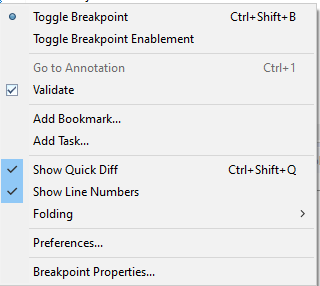 Toggle Breakpoint Ctrl+Shift+B
Toggle Breakpoint Enablement
Go to Annotation Ctrl+1
Validate
Add Bookmark...
Add Task...
Show Quick Diff Ctrl+Shift+Q
Show Line Numbers
Folding
Preferences...
Breakpoint Properties...